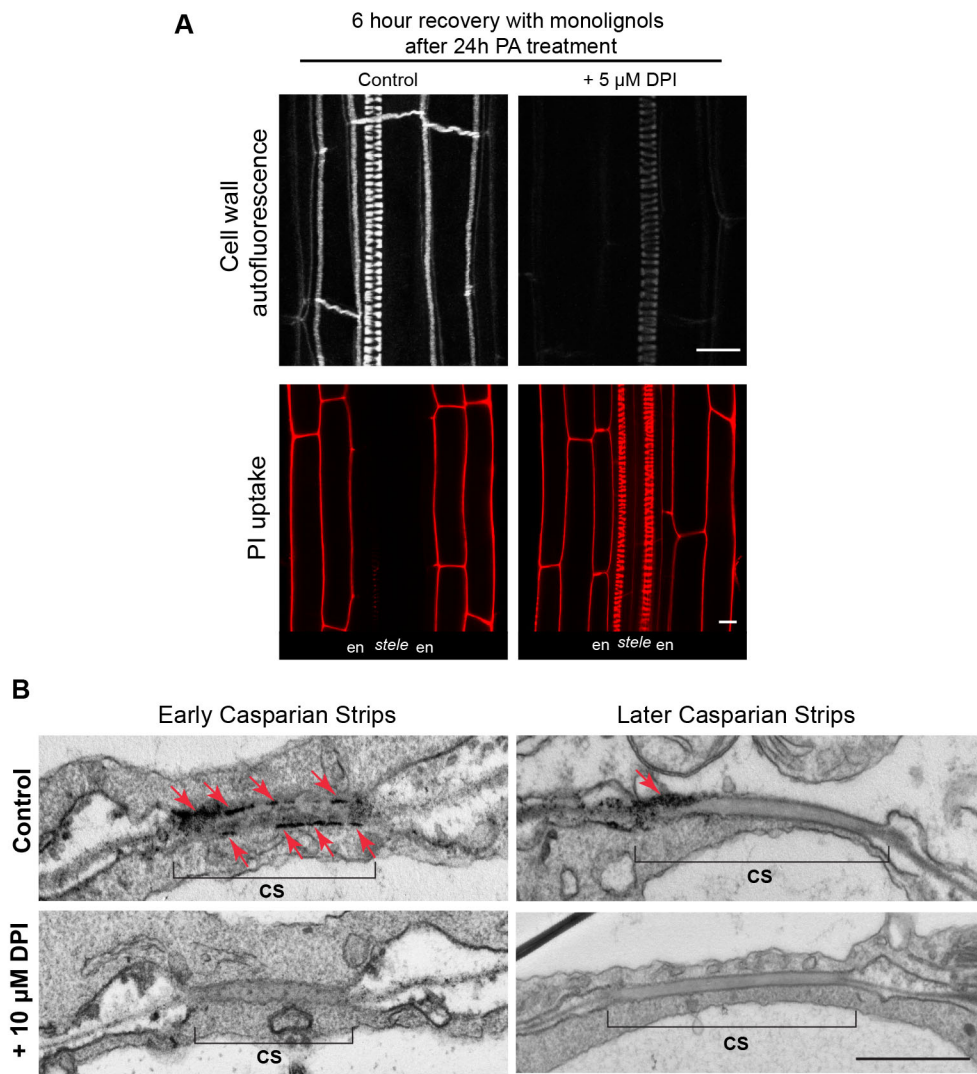 A
6 hour recovery with monolignols
after 24h PA treatment
Control
+ 5 µM DPI
Cell wall
autofluorescence
PI uptake
en stele en
en stele en
B
Early Casparian Strips
Later Casparian Strips
Control
CS
CS
+ 10 µM DPI
CS
CS